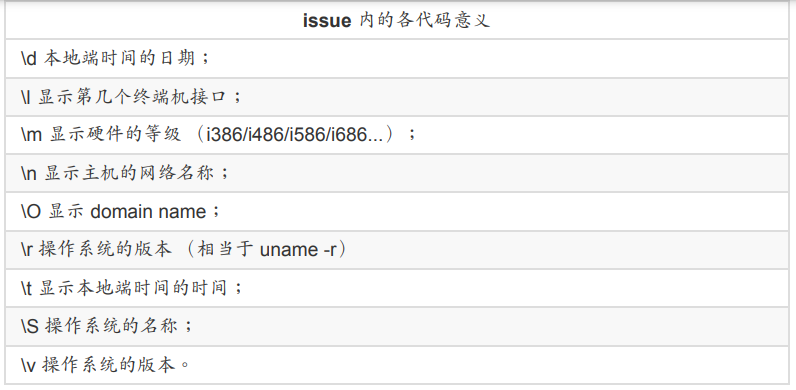 issue 内的各代码意义
\d 本地端时间的日期；
\l 显示第几个终端机接口；
\m 显示硬件的等级 （i386/i486/i586/i686...）；
\n 显示主机的网络名称；
\O 显示 domain name；
\r 操作系统的版本 （相当于 uname -r）
\t 显示本地端时间的时间；
\S 操作系统的名称；
\v 操作系统的版本。